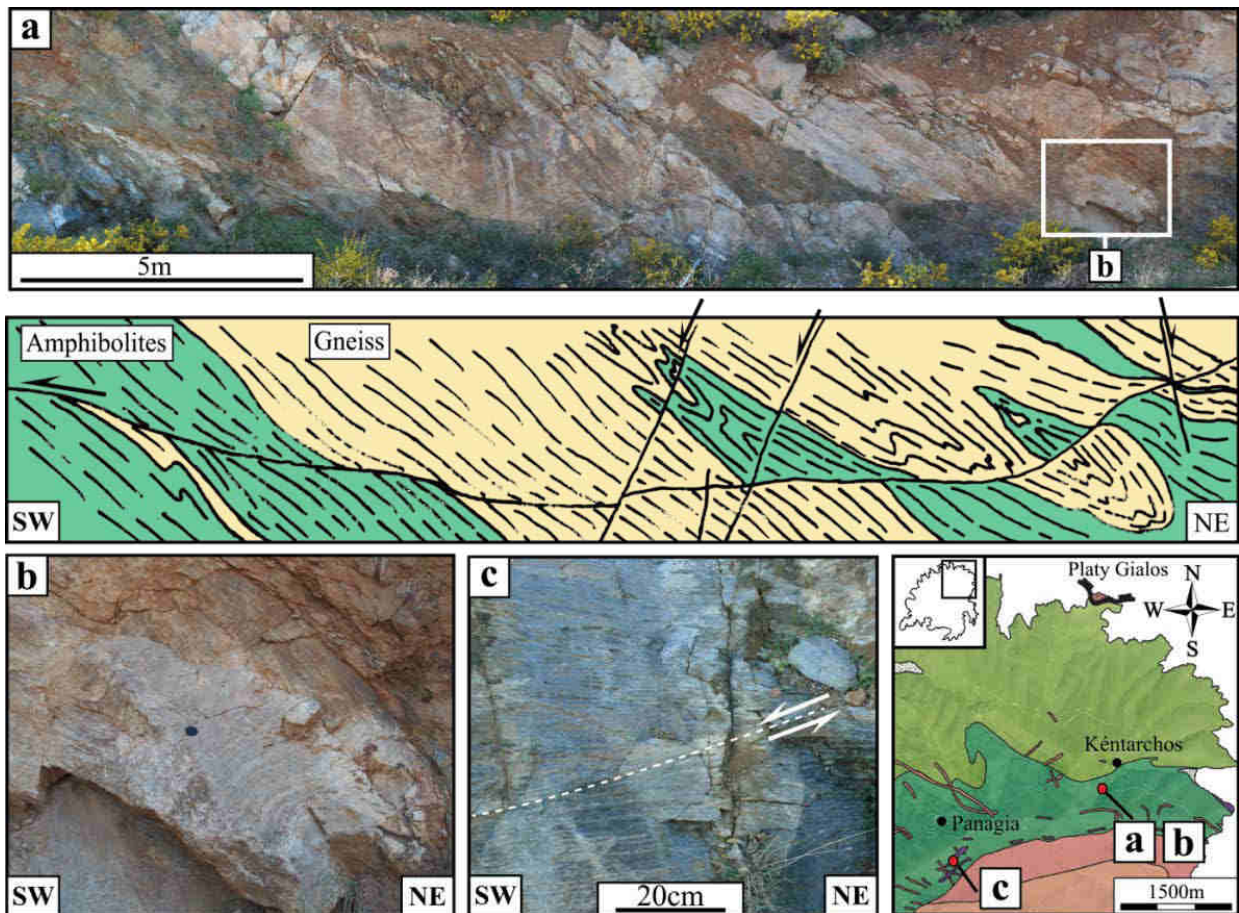 a
5m
b
Amphibolites
Gneiss
SW
NE
b
SW
NE
c
SW
20cm
NE
Platy Gialos
N
W
E
S
Kéntarchos
Panagia
a
b
c
1500m